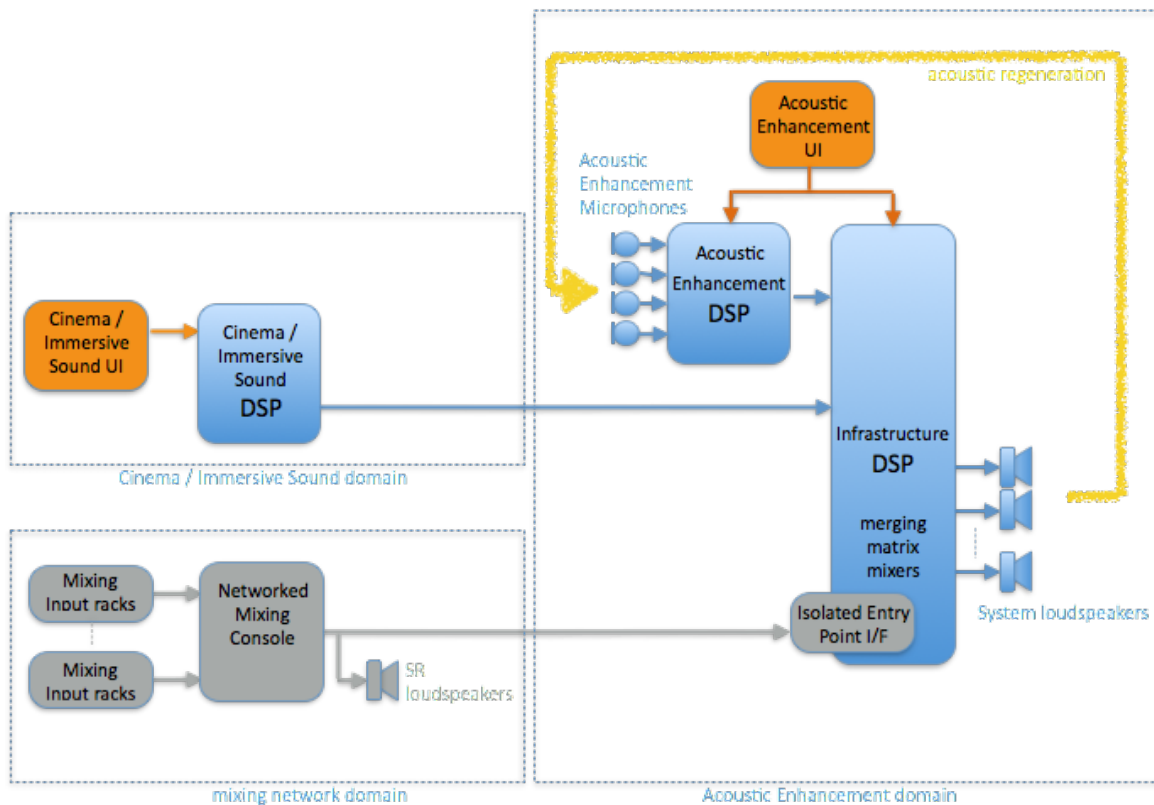 acoustic regeneration
Acoustic
Enhancement
UI
Acoustic
Enhancement
Microphones
Acoustic
Enhancement
DSP
Cinema /
Immersive
Sound UI
Cinema /
Immersive
Sound
DSP
Infrastructure
DSP
merging
matrix
mixers
Cinema / Immersive Sound domain
Mixing
Input racks
Networked
Mixing
Console
Isolated Entry
Point I/F
System loudspeakers
Mixing
Input racks
SR
loudspeakers
mixing network domain
Acoustic Enhancement domain